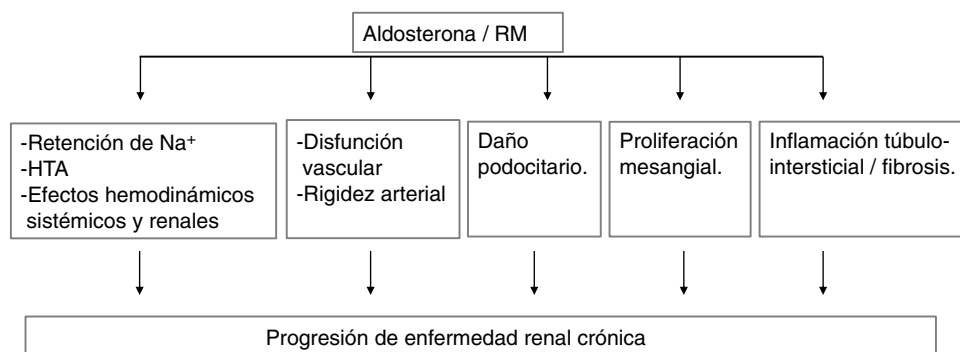 Aldosterona / RM
-Retención de Na⁺
-HTA
-Efectos hemodinámicos
sistémicos y renales
-Disfunción
vascular
-Rigidez arterial
Daño
podocitario.
Proliferación
mesangial.
Inflamación túbulo-
intersticial / fibrosis.
Progresión de enfermedad renal crónica